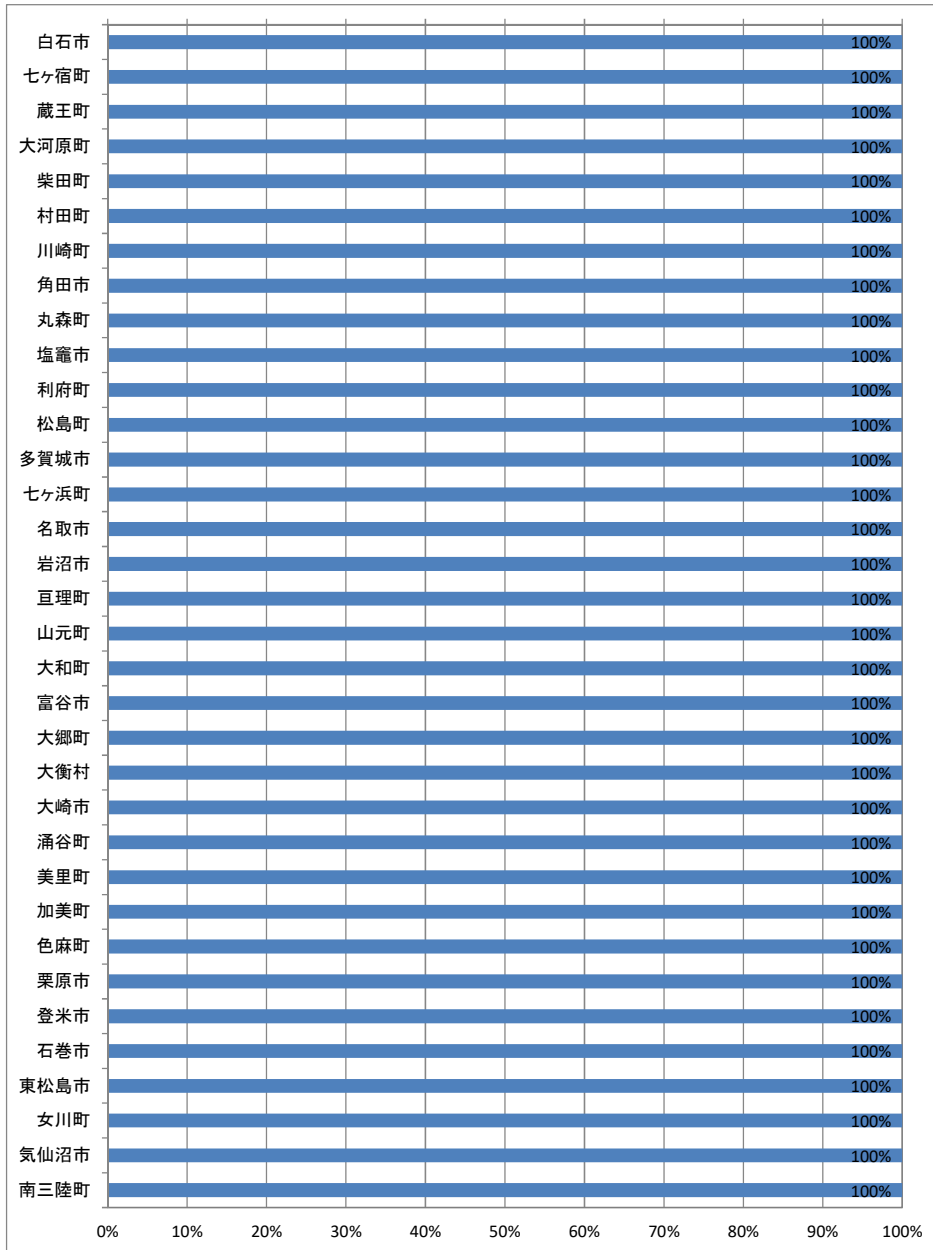 白石市 100%
七ヶ宿町 100%
蔵王町 100%
大河原町 100%
柴田町 100%
村田町 100%
川崎町 100%
角田市 100%
丸森町 100%
塩竈市 100%
利府町 100%
松島町 100%
多賀城市 100%
七ヶ浜町 100%
名取市 100%
岩沼市 100%
亘理町 100%
山元町 100%
大和町 100%
富谷市 100%
大郷町 100%
大衡村 100%
大崎市 100%
涌谷町 100%
美里町 100%
加美町 100%
色麻町 100%
栗原市 100%
登米市 100%
石巻市 100%
東松島市 100%
女川町 100%
気仙沼市 100%
南三陸町 100%
0% 10% 20% 30% 40% 50% 60% 70% 80% 90% 100%